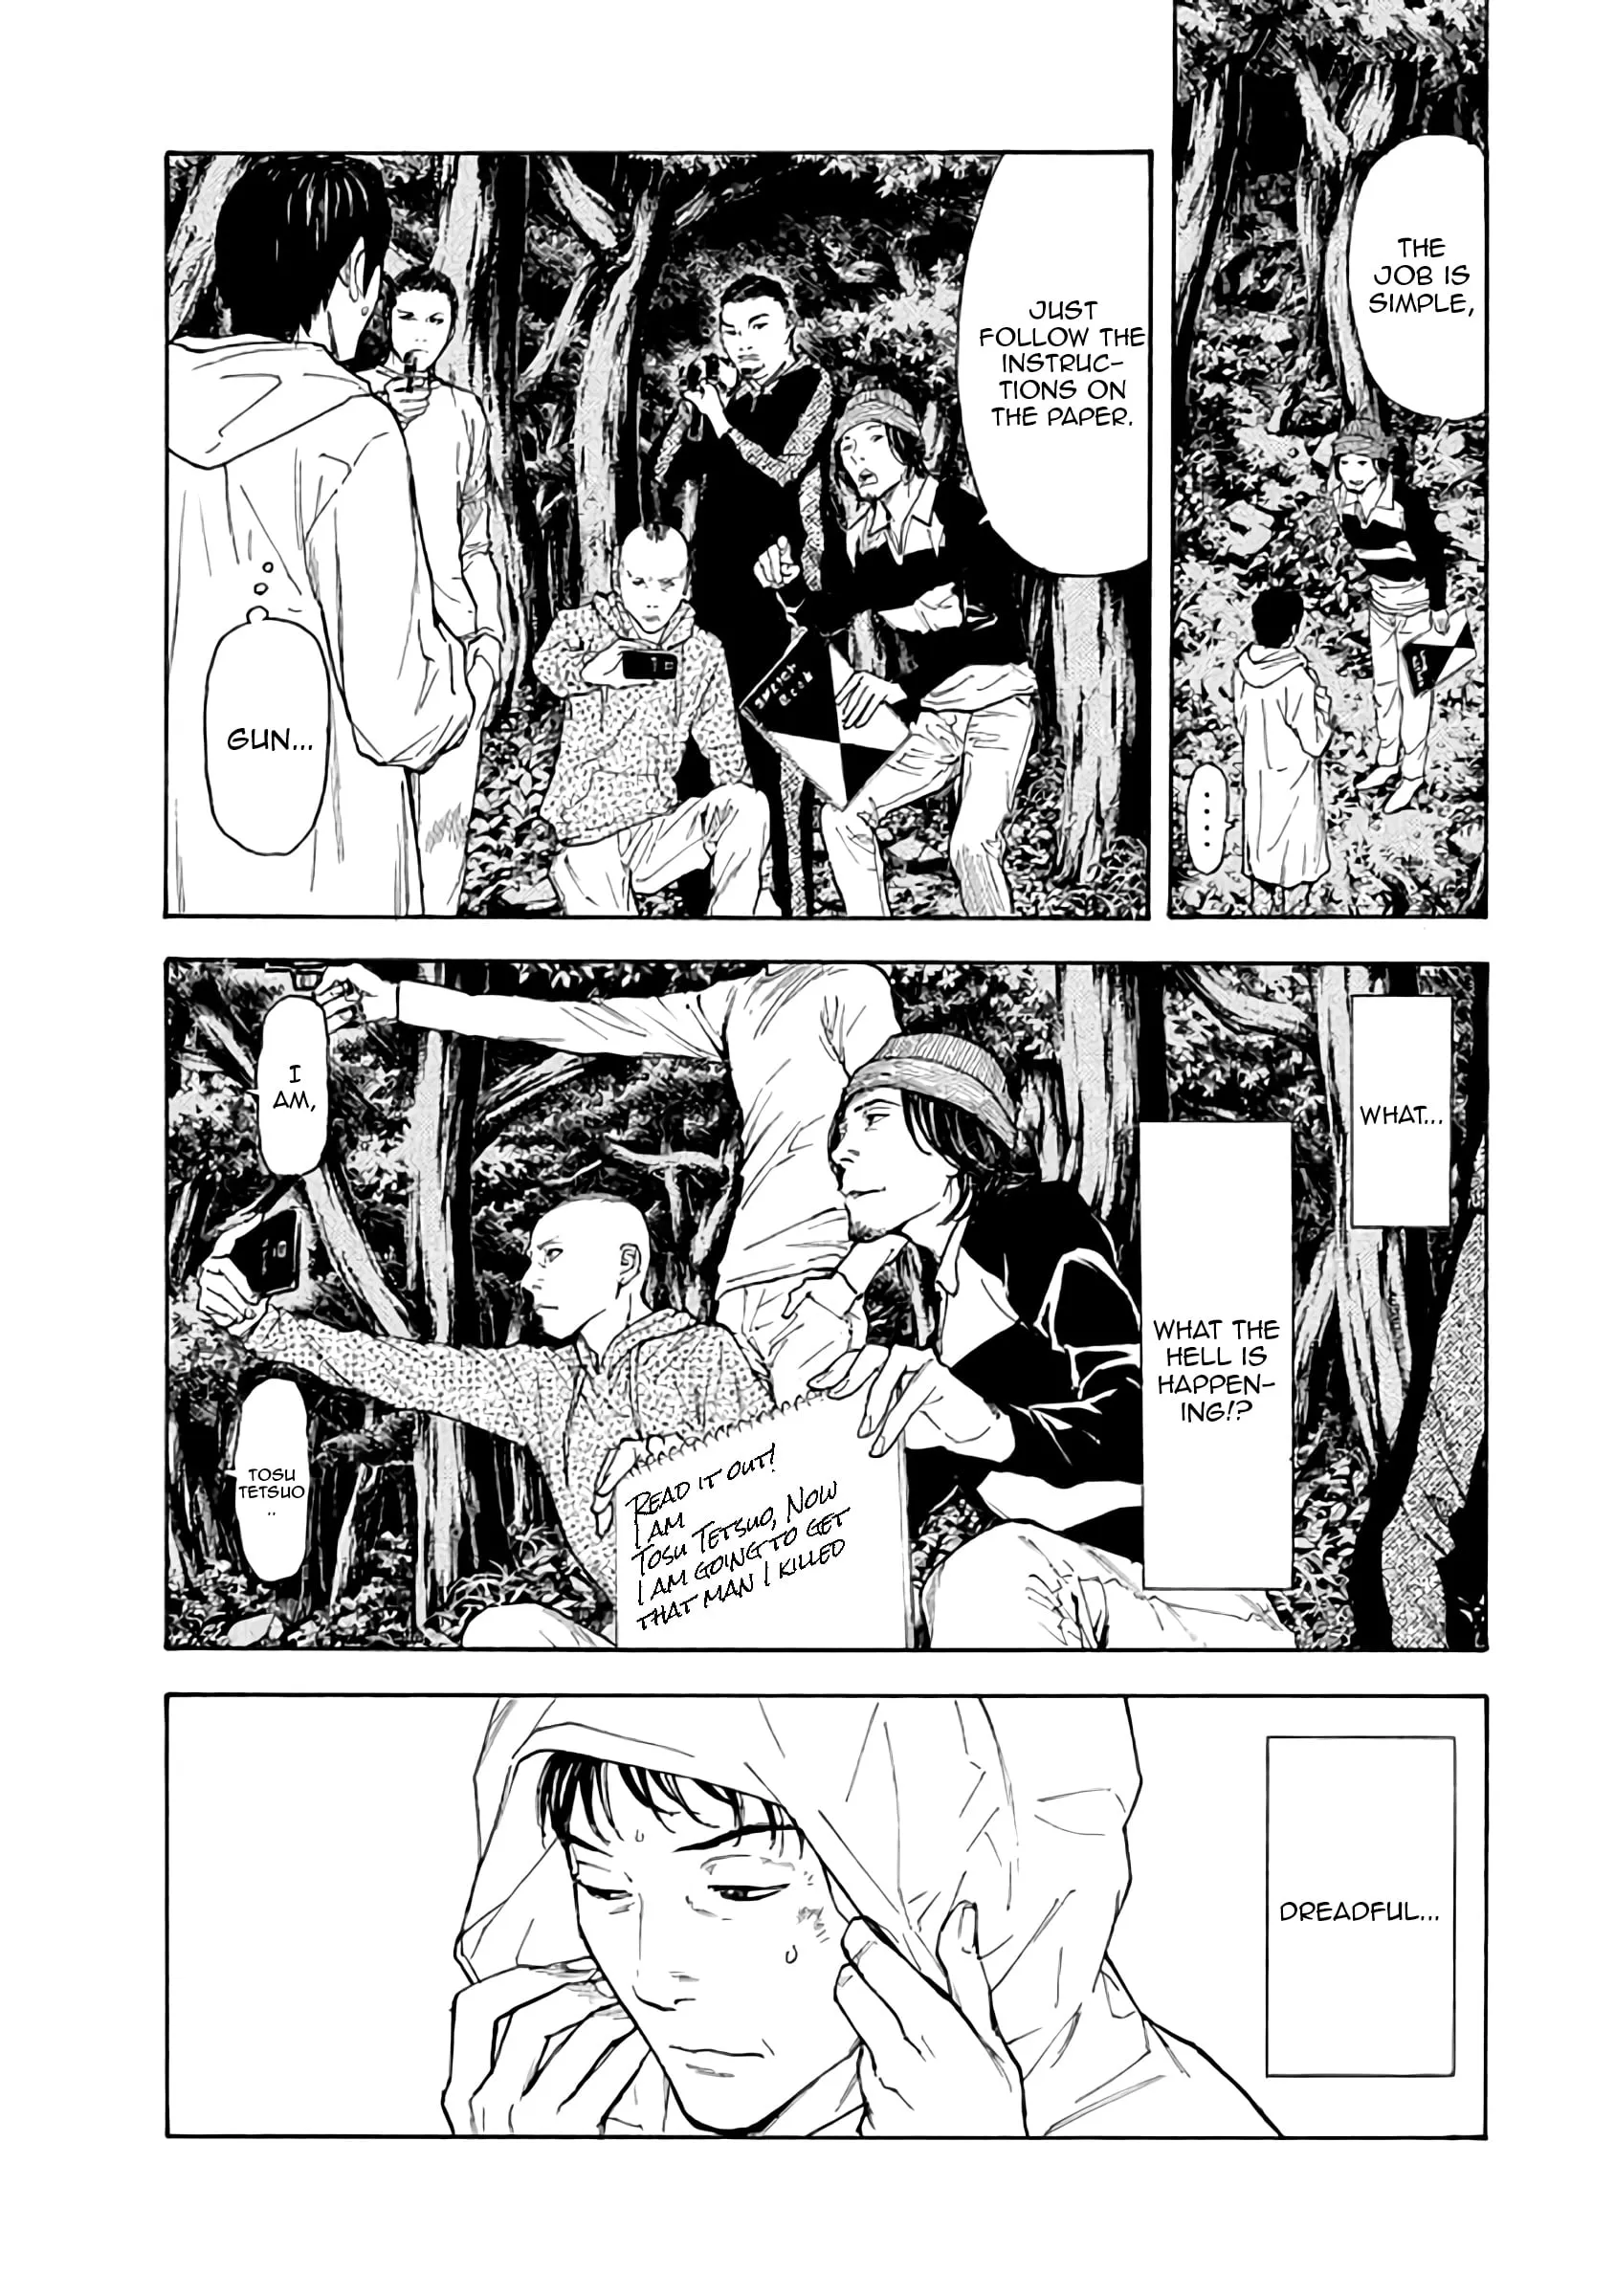 THE
JOB IS
SIMPLE,
....
JUST
FOLLOW THE
INSTRUC-
TIONS ON
THE PAPER.
GUN...
WHAT...
WHAT THE
HELL IS
HAPPEN-
ING!?
I
AM,
TOSU
TETSUO
..
READ IT OUT!
I AM
TOSU TETSUO, NOW
I AM GOING TO GET
THAT MAN I KILLED
DREADFUL...